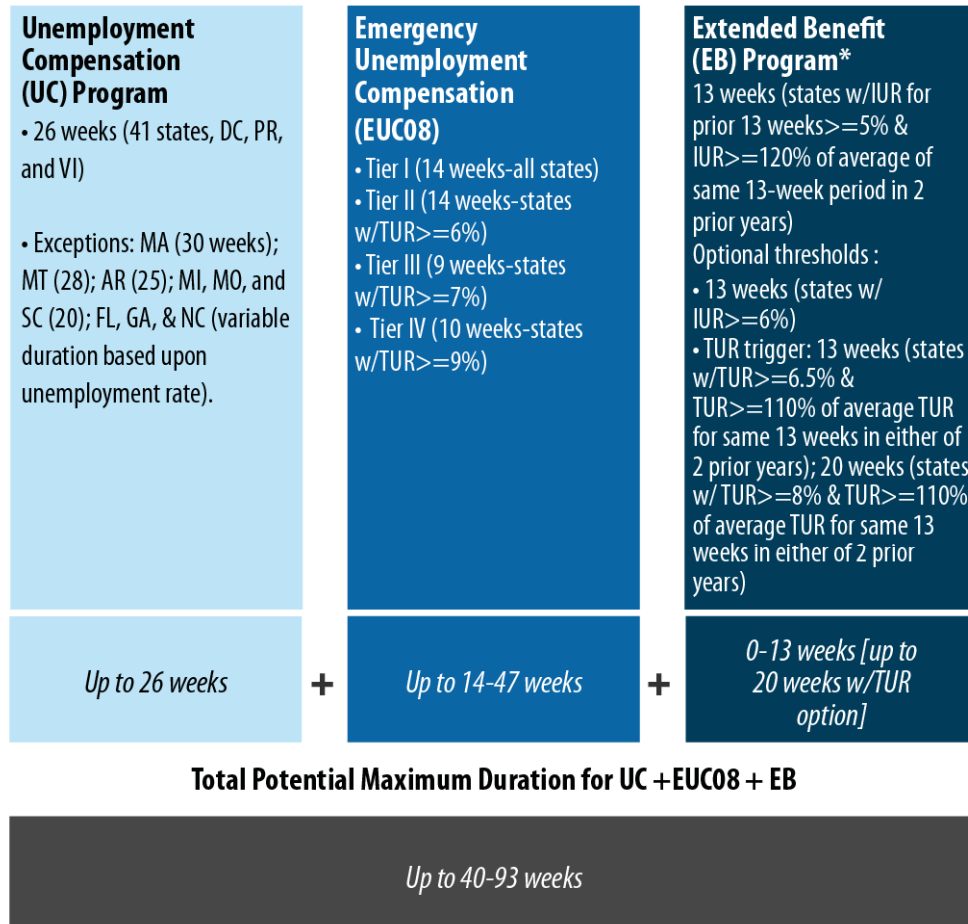 Unemployment
Compensation
(UC) Program
• 26 weeks (41 states, DC, PR,
and VI)
• Exceptions: MA (30 weeks);
MT (28); AR (25); MI, MO, and
SC (20); FL, GA, & NC (variable
duration based upon
unemployment rate).
Emergency
Unemployment
Compensation
(EUC08)
• Tier I (14 weeks-all states)
• Tier II (14 weeks-states
w/TUR>=6%)
• Tier III (9 weeks-states
w/TUR>=7%)
• Tier IV (10 weeks-states
w/TUR>=9%)
Extended Benefit
(EB) Program*
13 weeks (states w/IUR for
prior 13 weeks>=5% &
IUR>=120% of average of
same 13-week period in 2
prior years)
Optional thresholds :
• 13 weeks (states w/
IUR>=6%)
• TUR trigger: 13 weeks (states
w/TUR>=6.5% &
TUR>=110% of average TUR
for same 13 weeks in either of
2 prior years); 20 weeks (states
w/ TUR>=8% & TUR>=110%
of average TUR for same 13
weeks in either of 2 prior
years)
Up to 26 weeks
+
Up to 14-47 weeks
+
0-13 weeks [up to
20 weeks w/TUR
option]
Total Potential Maximum Duration for UC +EUC08 + EB
Up to 40-93 weeks